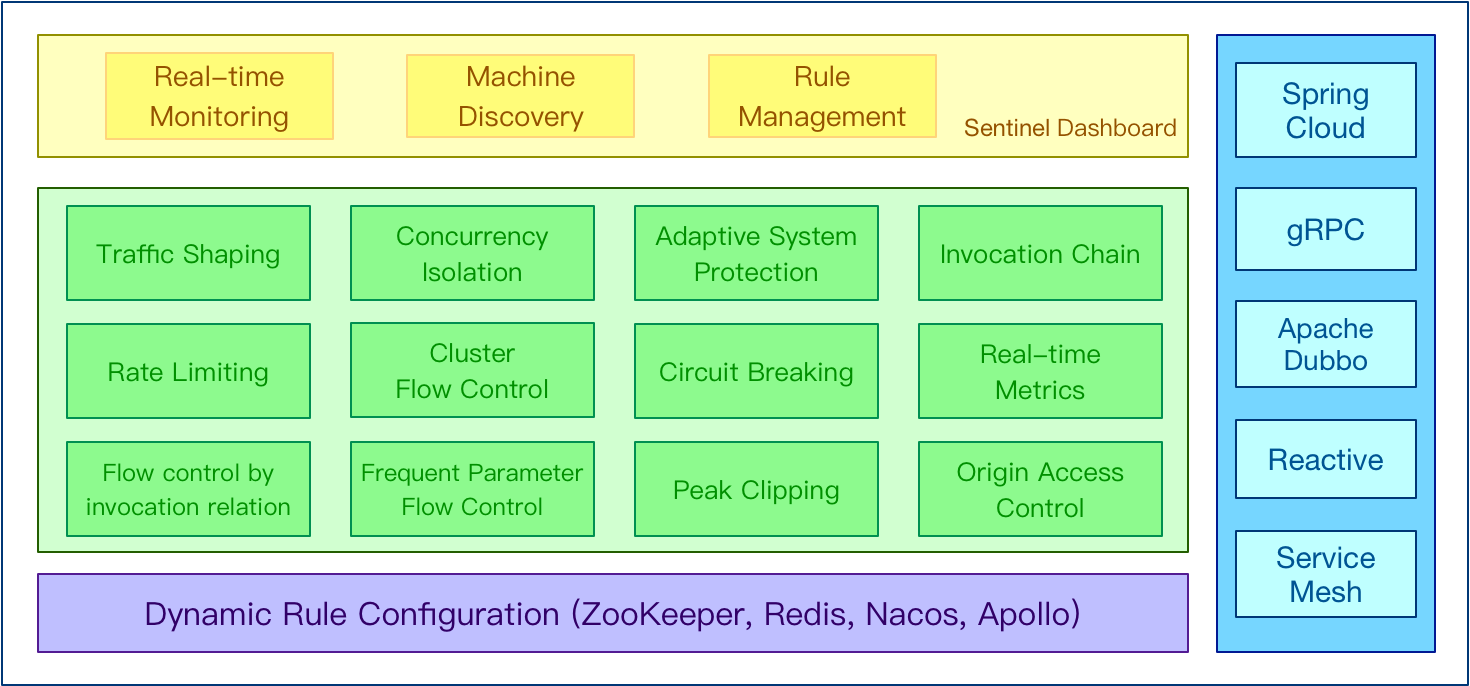 Real-time
Monitoring
Machine
Discovery
Rule
Management
Sentinel Dashboard
Traffic Shaping
Concurrency
Isolation
Adaptive System
Protection
Invocation Chain
Rate Limiting
Cluster
Flow Control
Circuit Breaking
Real-time
Metrics
Flow control by
invocation relation
Frequent Parameter
Flow Control
Peak Clipping
Origin Access
Control
Dynamic Rule Configuration (ZooKeeper, Redis, Nacos, Apollo)
Spring
Cloud
gRPC
Apache
Dubbo
Reactive
Service
Mesh